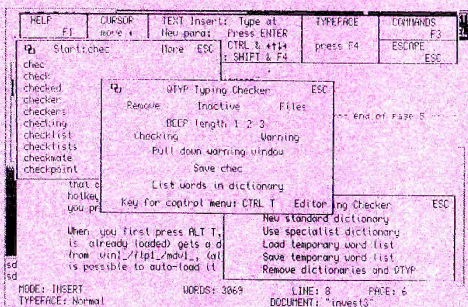 HELP F1
CURSOR move
TEXT Insert: Type at
New para: Press ENTER
CTRL &
: SHIFT & F4
TYPEFACE press F4
COMMANDS F3
ESCAPE ESC
Start:chec More ESC
chec
check
checked
checker
checkers
checking
checklist
checklists
checkmate
checkpoint
QTYP Typing Checker ESC
Remove Inactive Files
BEEP length 1 2 3
Checking Warning
Pull down warning window
Save chec
List words in dictionary
Key for control menu: CTRL T Editor
end of Page 5
ing Checker ESC
New standard dictionary
Use specialist dictionary
Load temporary word list
Save temporary word list
Remove dictionaries and QTYP
that c
hotkey
you pr
When you first press ALT T,
is already loaded) gets a d
is possible to auto-load it
MODE: INSERT WORDS: 3069 LINE: 8 PAGE: 6
TYPEFACE: Normal DOCUMENT: "invest3"